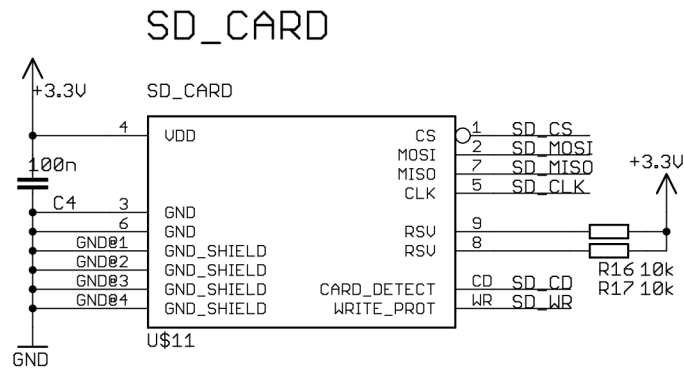 SD_CARD
+3.3V
SD_CARD
4 VDD
CS 1 SD_CS
MOSI 2 SD_MOSI
MISO 7 SD_MISO
CLK 5 SD_CLK
100n
C4
3 GND
6 GND
GND@1 GND_SHIELD
GND@2 GND_SHIELD
GND@3 GND_SHIELD
GND@4 GND_SHIELD
+3.3V
RSV 9
RSV 8
R16 10k
R17 10k
CARD_DETECT CD SD_CD
WRITE_PROT WR SD_WR
U$11
GND